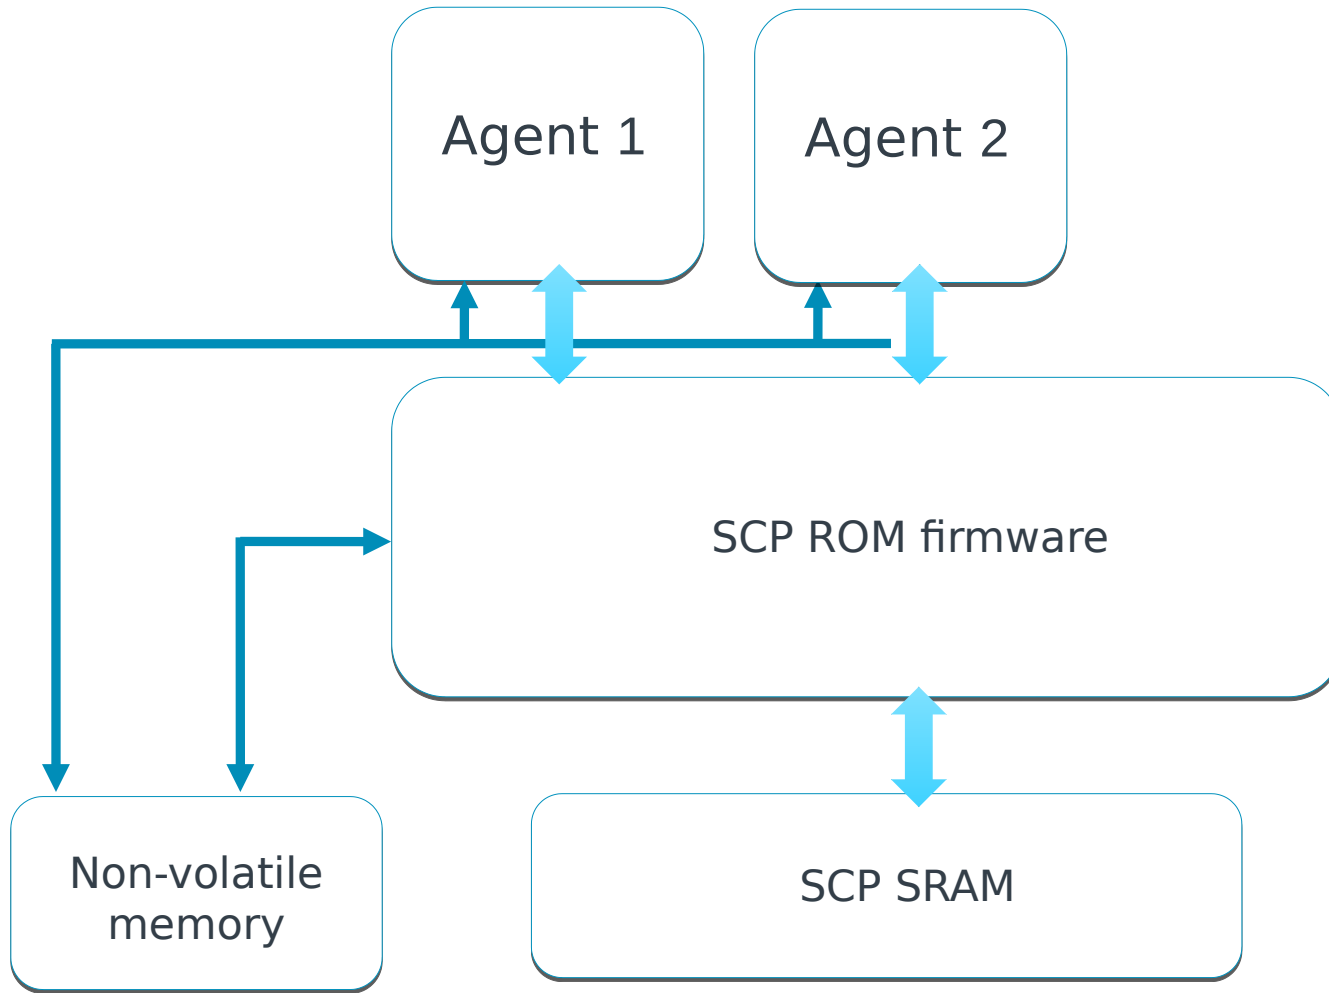 Agent 1
Agent 2
SCP ROM firmware
Non-volatile
memory
SCP SRAM